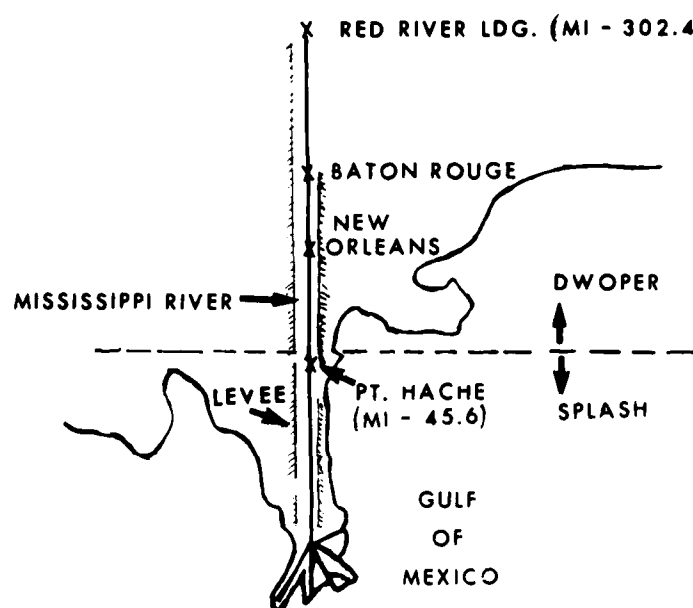 RED RIVER LDG. (MI - 302.4
BATON ROUGE
NEW
ORLEANS
DWOPER
MISSISSIPPI RIVER
LEVEE
PT. HACHE
(MI - 45.6)
SPLASH
GULF
OF
MEXICO